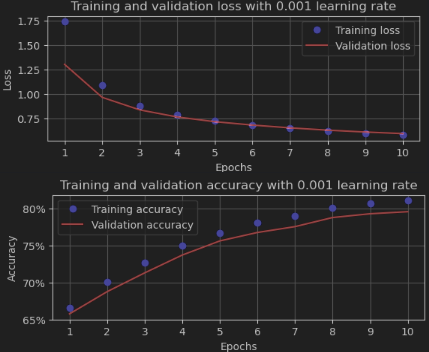 Training and validation loss with 0.001 learning rate
1.75
1.50
1.25
1.00
0.75
Loss
Training loss
Validation loss
1 2 3 4 5 6 7 8 9 10
Epochs
Training and validation accuracy with 0.001 learning rate
80%
75%
70%
65%
Accuracy
Training accuracy
Validation accuracy
1 2 3 4 5 6 7 8 9 10
Epochs